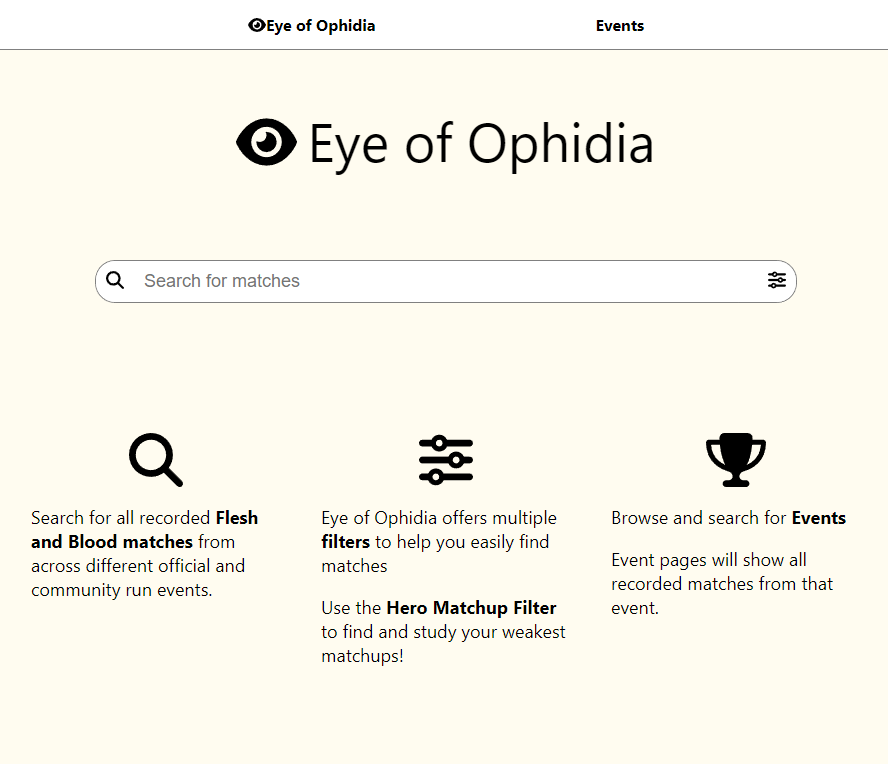 Eye of Ophidia
Events
Eye of Ophidia
Search for matches
Search for all recorded Flesh
and Blood matches from
across different official and
community run events.
Eye of Ophidia offers multiple
filters to help you easily find
matches
Use the Hero Matchup Filter
to find and study your weakest
matchups!
Browse and search for Events
Event pages will show all
recorded matches from that
event.